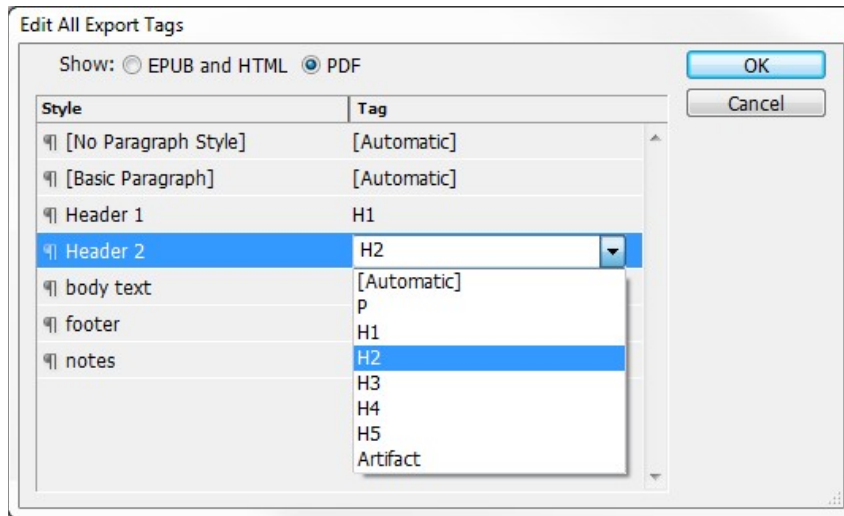 Edit All Export Tags
Show: EPUB and HTML PDF
OK
Cancel
Style Tag
¶ [No Paragraph Style] [Automatic]
¶ [Basic Paragraph] [Automatic]
¶ Header 1 H1
¶ Header 2 H2
¶ body text
¶ footer
¶ notes
[Automatic]
P
H1
H2
H3
H4
H5
Artifact